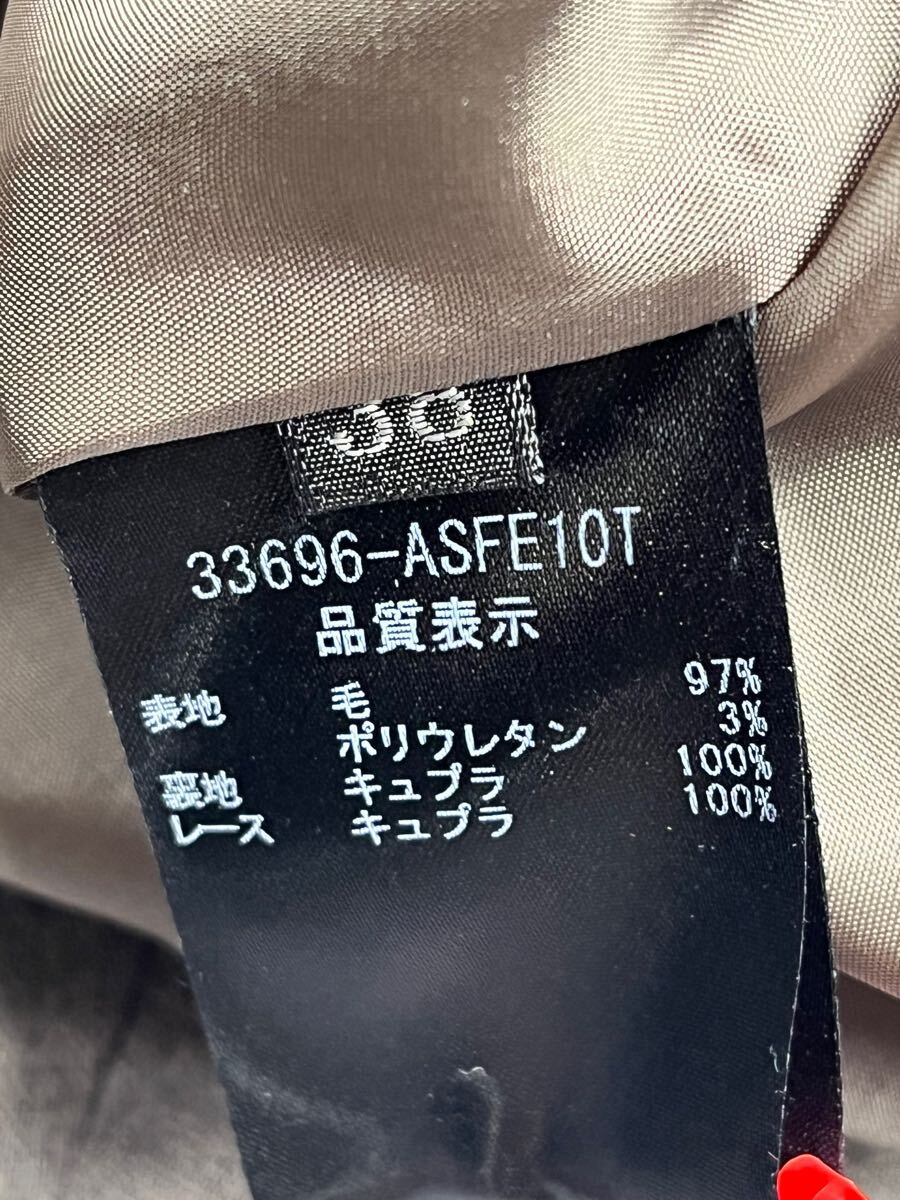 38
33696-ASFE10T
品質表示
表地 毛 97%
ポリウレタン 3%
裏地 キュプラ 100%
レース キュプラ 100%